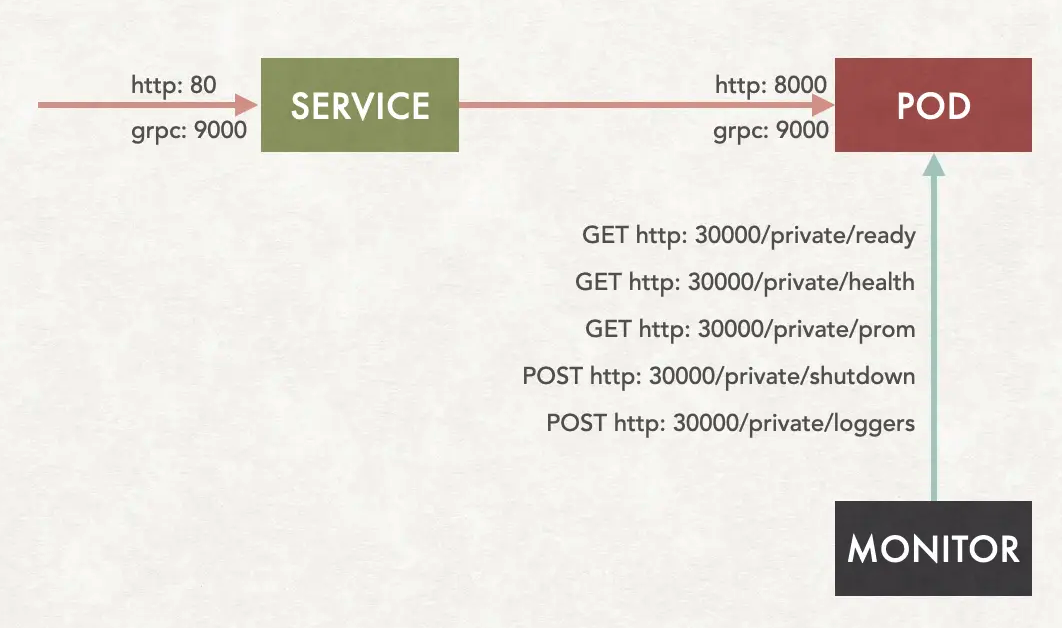 http: 80
grpc: 9000
SERVICE
http: 8000
grpc: 9000
POD
GET http: 30000/private/ready
GET http: 30000/private/health
GET http: 30000/private/prom
POST http: 30000/private/shutdown
POST http: 30000/private/loggers
MONITOR